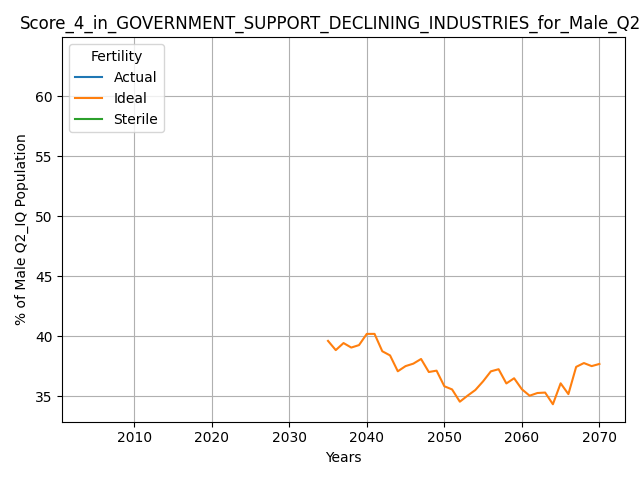 Score_4_in_GOVERNMENT_SUPPORT_DECLINING_INDUSTRIES_for_Male_Q2
Fertility
Actual
Ideal
Sterile
% of Male Q2_IQ Population
60
55
50
45
40
35
2010 2020 2030 2040 2050 2060 2070
Years